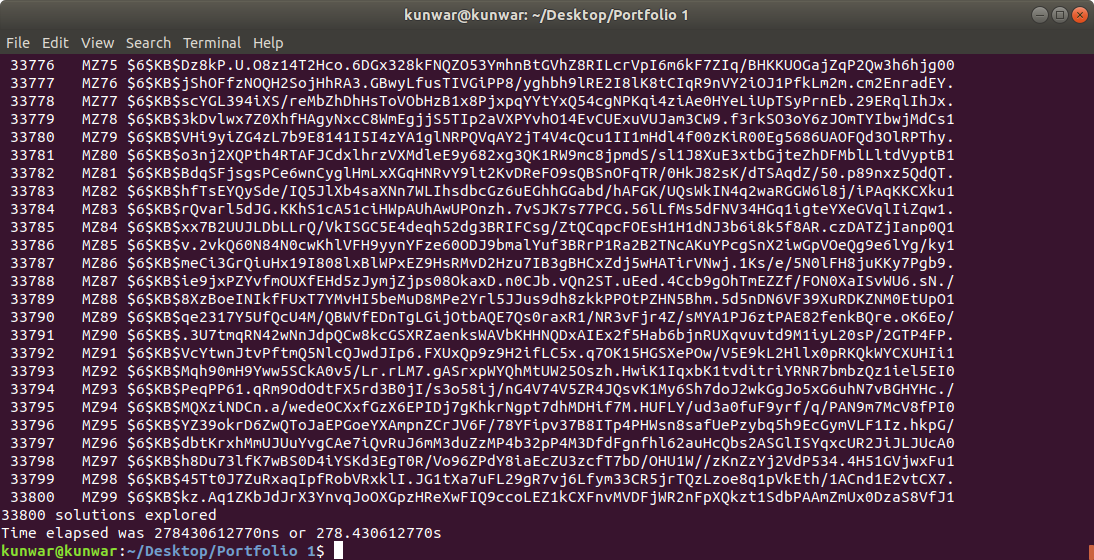 kunwar@kunwar: ~/Desktop/Portfolio 1
File Edit View Search Terminal Help
33776 MZ75 $6$KB$Dz8kP.U.O8z14T2Hco.6DGx328kFNQZO53YmhnBtGVhZ8RILcrVpI6m6kF7ZIq/BHKKUOGajZqP2Qw3h6hjg00
33777 MZ76 $6$KB$jShOFfzNOQH2SojHhRA3.GBwyLfusTIVGiPP8/yghbh9lRE2I8lK8tCIqR9nVY2iOJ1PfkLm2m.cm2EnradEY.
33778 MZ77 $6$KB$scYGL394iXS/reMbZhDhHsToVObHzB1x8PjxpqYYtYxQ54cgNPKqi4ziAe0HYeLiUpTSyPrnEb.29ERqlIhJx.
33779 MZ78 $6$KB$3kDvlwx7Z0XhfHAgyNxcC8WmEgjjS5TIp2aVXPYvhO14EvCUExuVUJam3CW9.f3rkSO3oY6zJOmTYIbwjMdCs1
33780 MZ79 $6$KB$VHi9yiZG4zL7b9E8141I5I4zYA1glNRPQVqAY2jT4V4cQcu1II1mHdl4f00zKiR00Eg5686UAOFQd3OlRPThy.
33781 MZ80 $6$KB$o3nj2XQPth4RTAFJCdxlhrzVXMdleE9y682xg3QK1RW9mc8jpmdS/sl1J8XuE3xtbGjteZhDFMblLltdVyptB1
33782 MZ81 $6$KB$BdqSFjsgsPCe6wnCyglHmLxXGqHNRvY9lt2KvDReFO9sQBSnOFqTR/0HkJ82sK/dTSAqdZ/50.p89nxz5QdQT.
33783 MZ82 $6$KB$hfTsEYQySde/IQ5JlXb4saXNn7WLIhsdbcGz6uEGhhGGabd/hAFGK/UQsWkIN4q2waRGGW6l8j/iPAqKKCXku1
33784 MZ83 $6$KB$rQvarl5dJG.KKhS1cA51ciHWpAUhAwUPOnzh.7vSJK7s77PCG.56lLfMs5dFNV34HGq1igteYXeGVqlIiZqw1.
33785 MZ84 $6$KB$xx7B2UUJLDbLLrQ/VkISGC5E4deqh52dg3BRIFCsg/ZtQCqpcFOEsH1H1dNJ3b6i8k5f8AR.czDATZjIanp0Q1
33786 MZ85 $6$KB$v.2vkQ60N84N0cwKhlVFH9yynYFze60ODJ9bmalYuf3BRrP1Ra2B2TNcAKuYPcgSnX2iwGpVOeQg9e6lYg/ky1
33787 MZ86 $6$KB$meCi3GrQiuHx19I808lxBlWPxEZ9HsRMvD2Hzu7IB3gBHCxZdj5wHATirVNwj.1Ks/e/5N0lFH8juKKy7Pgb9.
33788 MZ87 $6$KB$ie9jxPZYvfmOUXfEHd5zJymjZjps08OkaxD.n0CJb.vQn2ST.uEed.4Ccb9gOhTmEZZf/FON0XaISvWU6.sN./
33789 MZ88 $6$KB$8XzBoeINIkfFUxT7YMvHI5beMuD8MPe2Yrl5JJus9dh8zkkPPOtPZHN5Bhm.5d5nDN6VF39XuRDKZNM0EtUpO1
33790 MZ89 $6$KB$qe2317Y5UfQcU4M/QBWVfEDnTgLGijOtbAQE7Qs0raxR1/NR3vFjr4Z/sMYA1PJ6ztPAE82fenkBQre.oK6Eo/
33791 MZ90 $6$KB$.3U7tmqRN42wNnJdpQCw8kcGSXRZaenksWAVbKHHNQDxAIEx2f5Hab6bjnRUXqvuvtd9M1iyL20sP/2GTP4FP.
33792 MZ91 $6$KB$VcYtwnJtvPftmQ5NlcQJwdJIp6.FXUxQp9z9H2ifLC5x.q7OK15HGSXePOw/V5E9kL2Hllx0pRKQkWYCXUHIi1
33793 MZ92 $6$KB$Mqh90mH9Yww5SCkA0v5/Lr.rLM7.gASrxpWYQhMtUW25Oszh.HwiK1IqxbK1tvditriYRNR7bmbzQz1iel5EI0
33794 MZ93 $6$KB$PeqPP61.qRm9OdOdtFX5rd3B0jI/s3o58ij/nG4V74V5ZR4JQsvK1My6Sh7doJ2wkGgJo5xG6uhN7vBGHYHc./
33795 MZ94 $6$KB$MQXziNDCn.a/wedeOCXxfGzX6EPIDj7gKhkrNgpt7dhMDHif7M.HUFLY/ud3a0fuF9yrf/q/PAN9m7McV8fPI0
33796 MZ95 $6$KB$YZ39okrD6ZwQToJaEPGoeYXAmpnZCrJV6F/78YFipv37B8ITp4PHWsn8safUePzybq5h9EcGymVLF1Iz.hkpG/
33797 MZ96 $6$KB$dbtKrxhMmUJUuYvgCAe7iQvRuJ6mM3duZzMP4b32pP4M3DfdFgnfhl62auHcQbs2ASGlISYqxcUR2JiJLJUcA0
33798 MZ97 $6$KB$h8Du73lfK7wBS0D4iYSKd3EgT0R/Vo96ZPdY8iaEcZU3zcfT7bD/OHU1W//zKnZzYj2VdP534.4H51GVjwxFu1
33799 MZ98 $6$KB$45Tt0J7ZuRxaqIpfRobVRxklI.JG1tXa7uFL29gR7vj6Lfym33CR5jrTQzLzoe8q1pVkEth/1ACnd1E2vtCX7.
33800 MZ99 $6$KB$kz.Aq1ZKbJdJrX3YnvqJoOXGpzHReXwFIQ9ccoLEZ1kCXFnvMVDFjWR2nFpXQkzt1SdbPAAmZmUx0DzaS8VfJ1
33800 solutions explored
Time elapsed was 278430612770ns or 278.430612770s
kunwar@kunwar:~/Desktop/Portfolio 1$